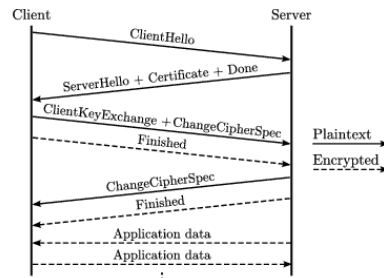 Client
Server
ClientHello
ServerHello + Certificate + Done
ClientKeyExchange + ChangeCipherSpec
Finished
Plaintext
Encrypted
ChangeCipherSpec
Finished
Application data
Application data